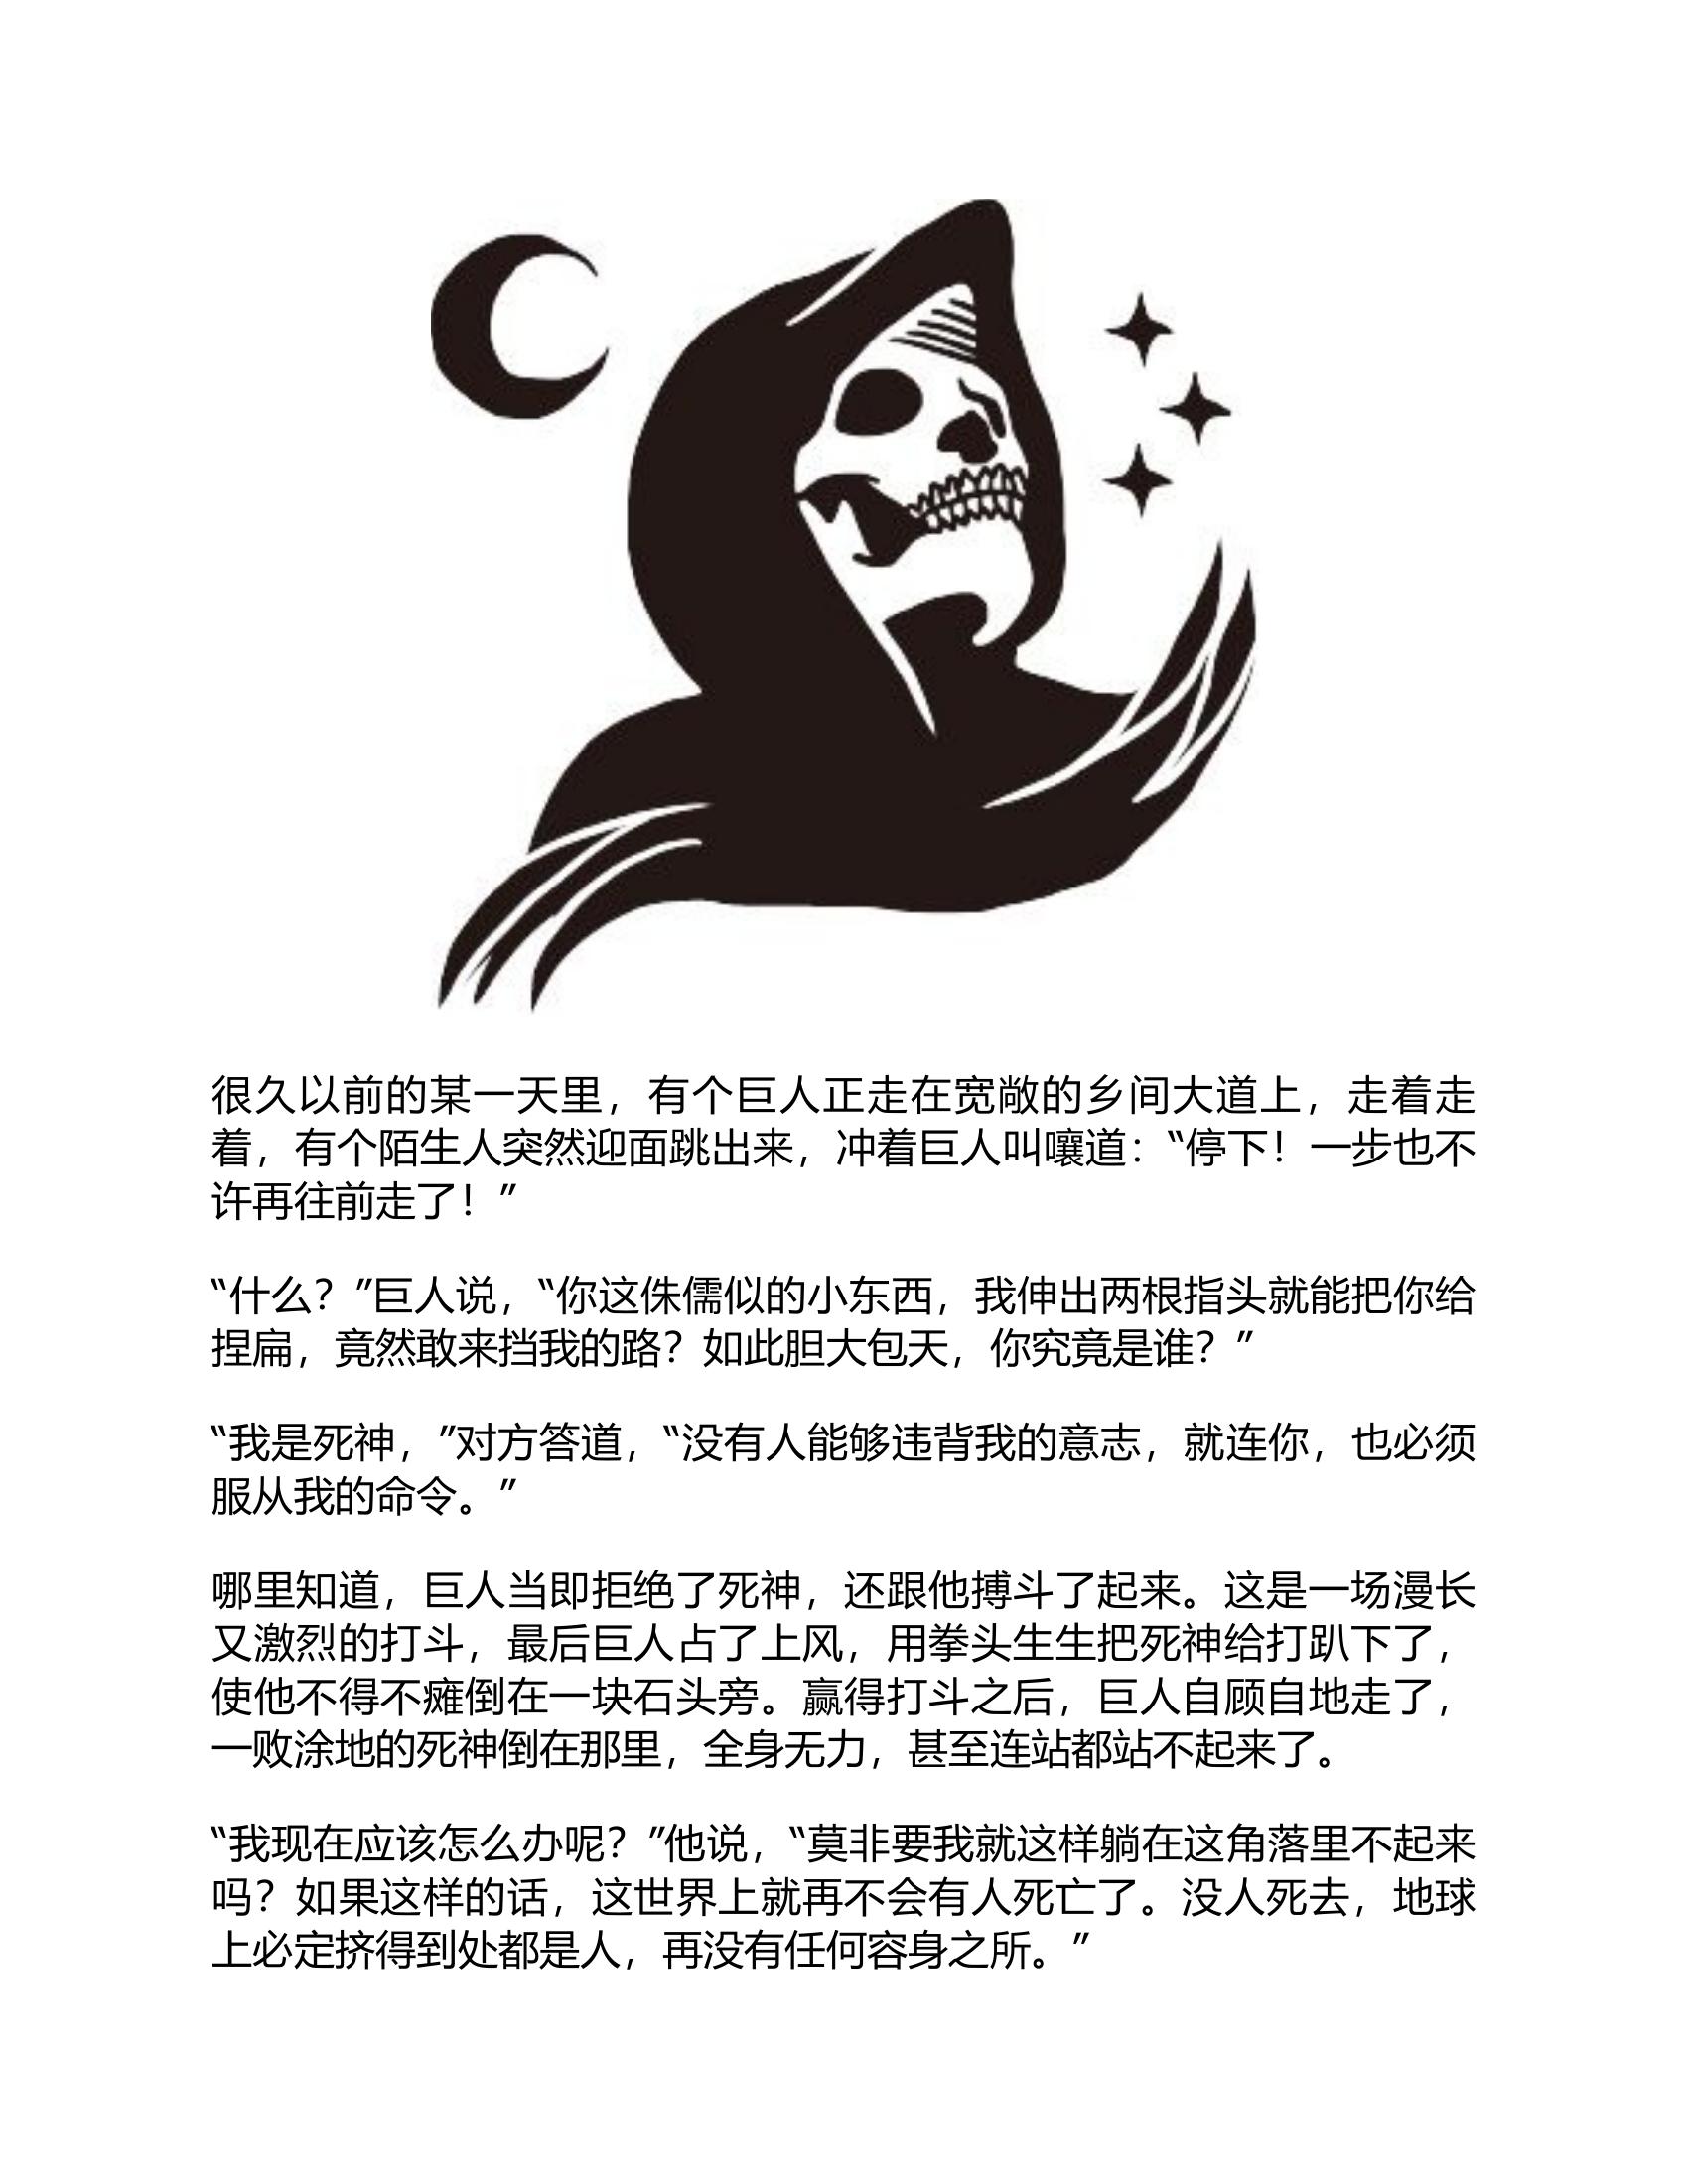 很久以前的某一天里，有个巨人正走在宽敞的乡间大道上，走着走
着，有个陌生人突然迎面跳出来，冲着巨人叫嚷道：“停下！一步也不
许再往前走了！”
“什么？”巨人说，“你这侏儒似的小东西，我伸出两根指头就能把你给
捏扁，竟然敢来挡我的路？如此胆大包天，你究竟是谁？”
“我是死神，”对方答道，“没有人能够违背我的意志，就连你，也必须
服从我的命令。”
哪里知道，巨人当即拒绝了死神，还跟他搏斗了起来。这是一场漫长
又激烈的打斗，最后巨人占了上风，用拳头生生把死神给打趴下了，
使他不得不瘫倒在一块石头旁。赢得打斗之后，巨人自顾自地走了，
一败涂地的死神倒在那里，全身无力，甚至连站都站不起来了。
“我现在应该怎么办呢？”他说，“莫非要我就这样躺在这角落里不起来
吗？如果这样的话，这世界上就再不会有人死亡了。没人死去，地球
上必定挤得到处都是人，再没有任何容身之所。”